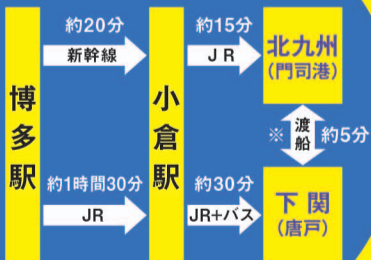 博多駅
約20分
新幹線
約1時間30分
JR
小倉駅
約15分
JR
約30分
JR+バス
北九州
(門司港)
※
渡船
約5分
下関
(唐戸)